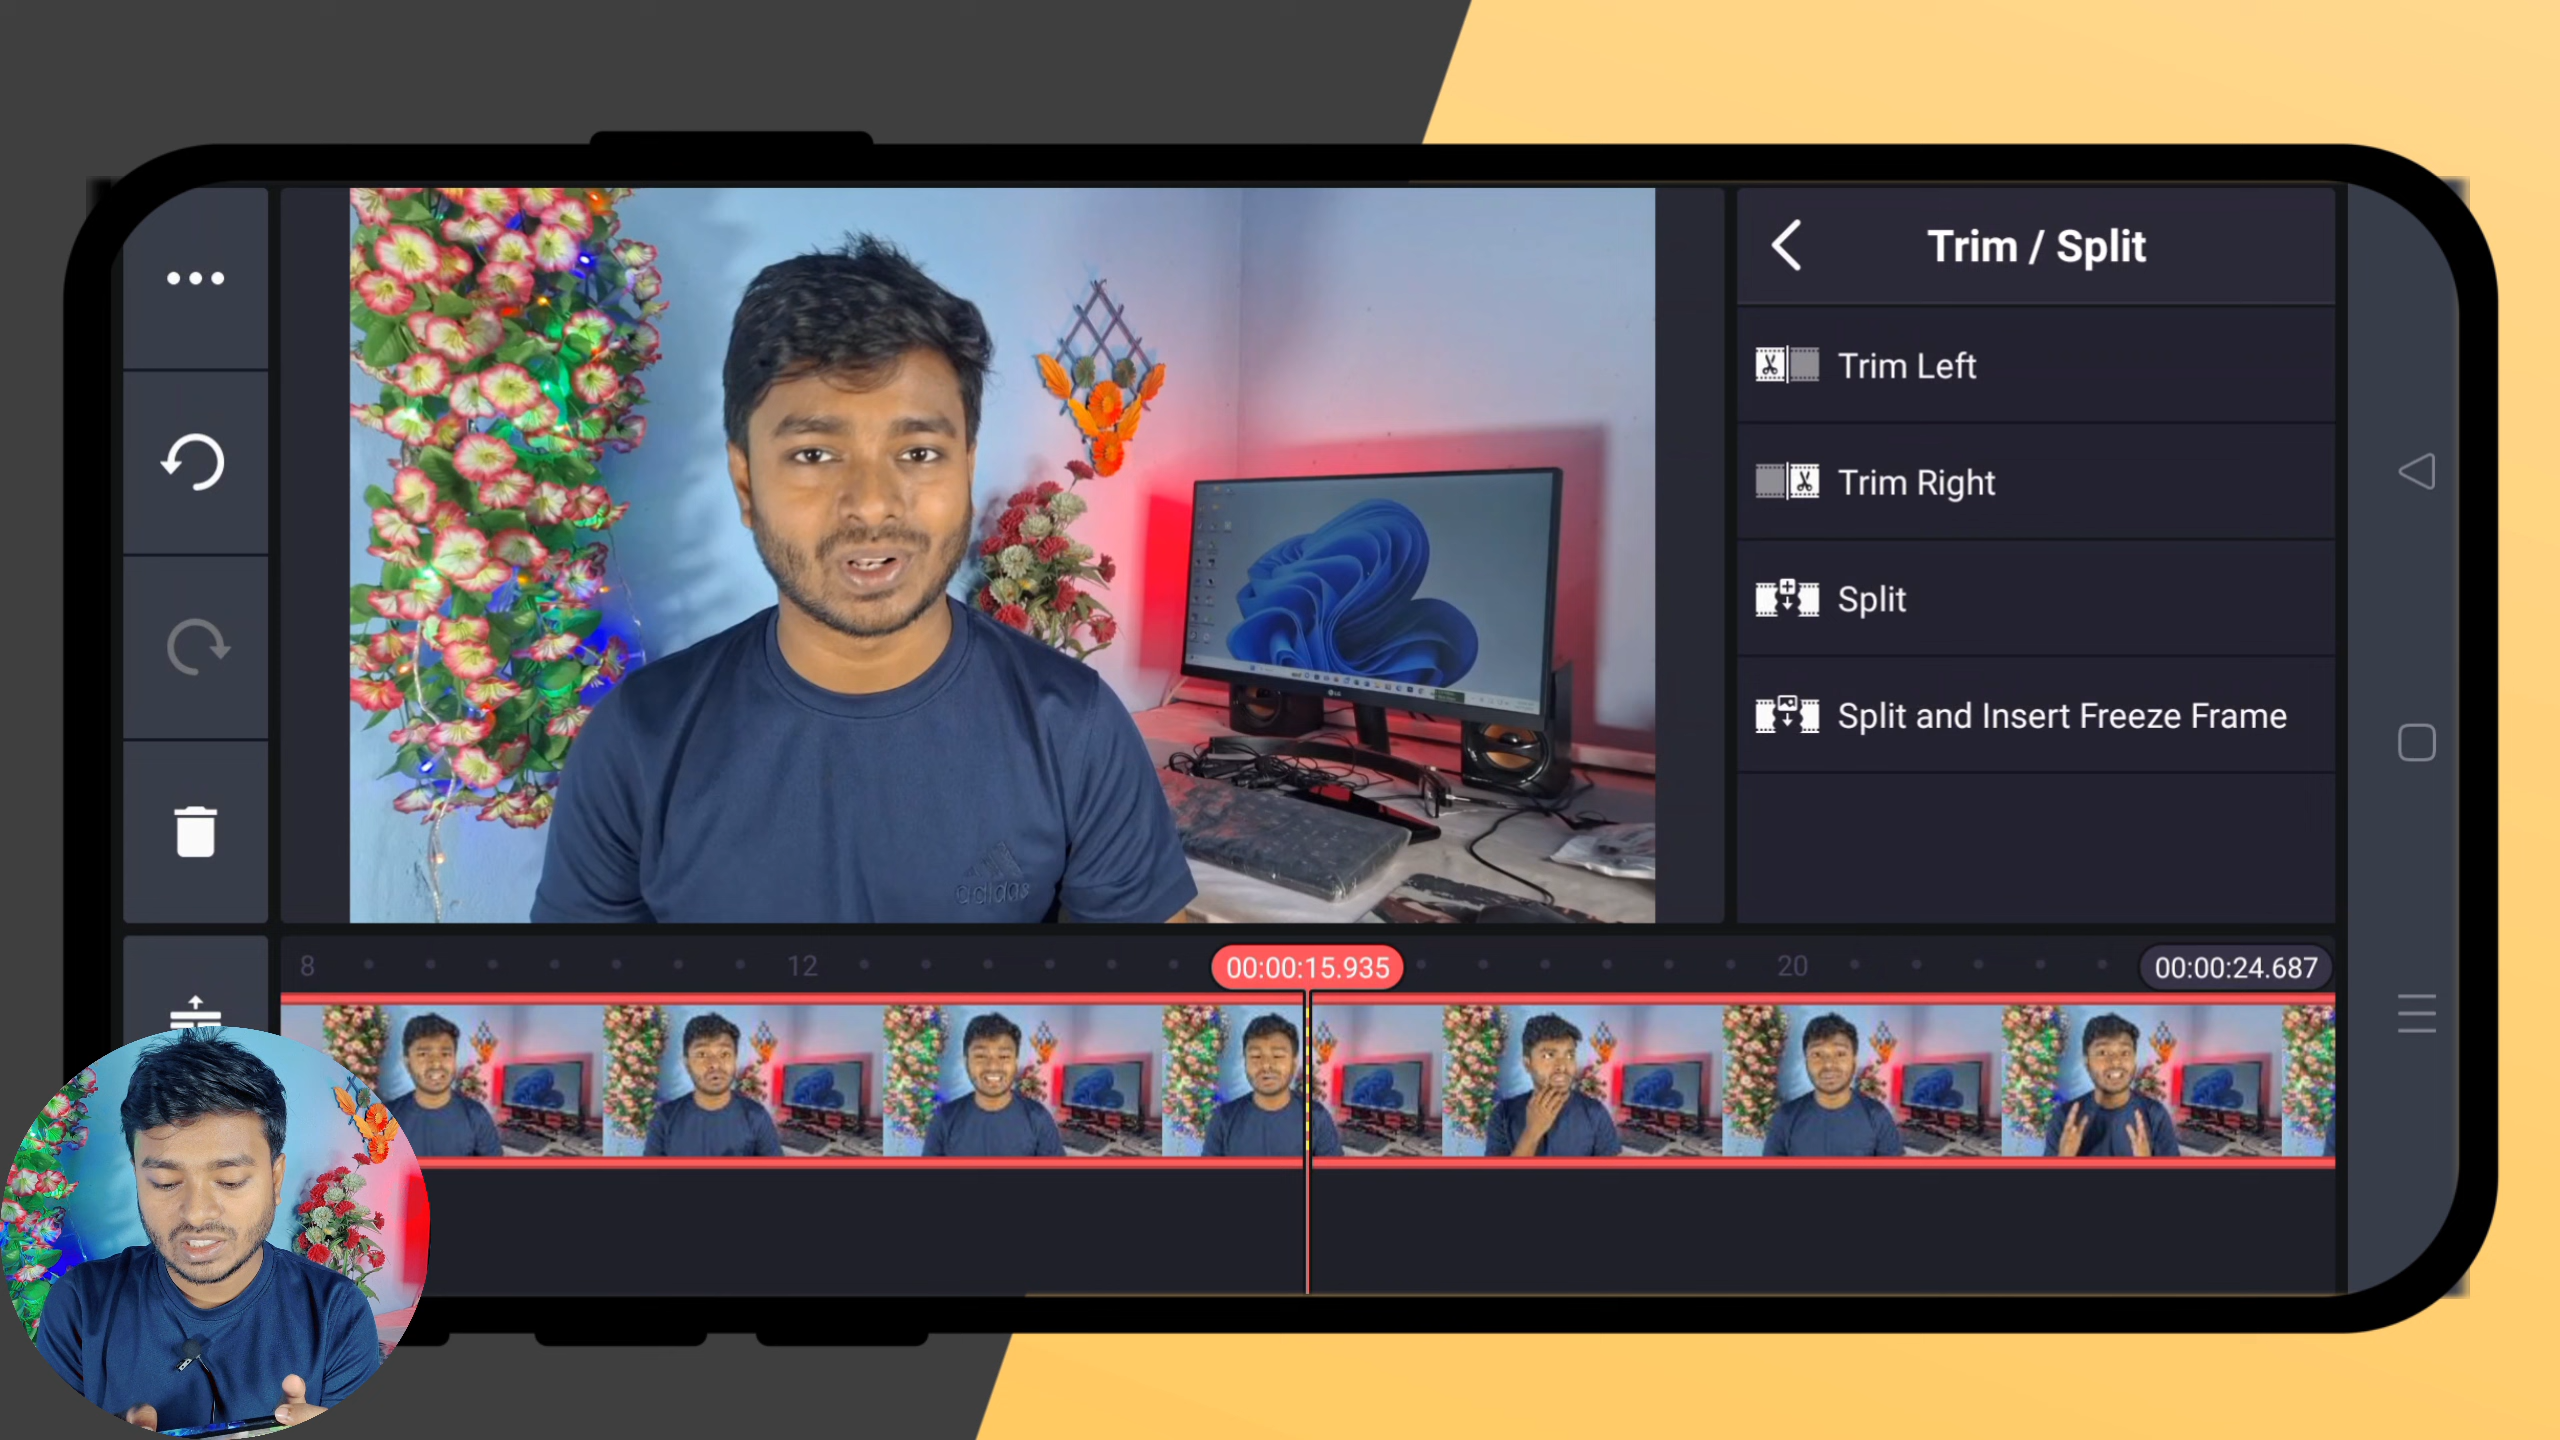 Trim / Split
Trim Left
Trim Right
Split
Split and Insert Freeze Frame
adidas
8
12
00:00:15.935
20
00:00:24.687